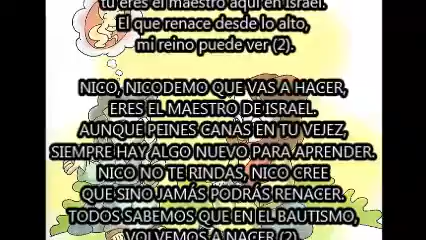 tú eres el maestro aquí en Israel.
El que renace desde lo alto,
mi reino puede ver (2).
NICO, NICODEMO QUE VAS A HACER,
ERES EL MAESTRO DE ISRAEL.
AUNQUE PEINES CANAS EN TU VEJEZ,
SIEMPRE HAY ALGO NUEVO PARA APRENDER.
NICO NO TE RINDAS, NICO CREE
QUE SINO JAMÁS PODRÁS RENACER.
TODOS SABEMOS QUE EN EL BAUTISMO,
VOLVEMOS A NACER (2)